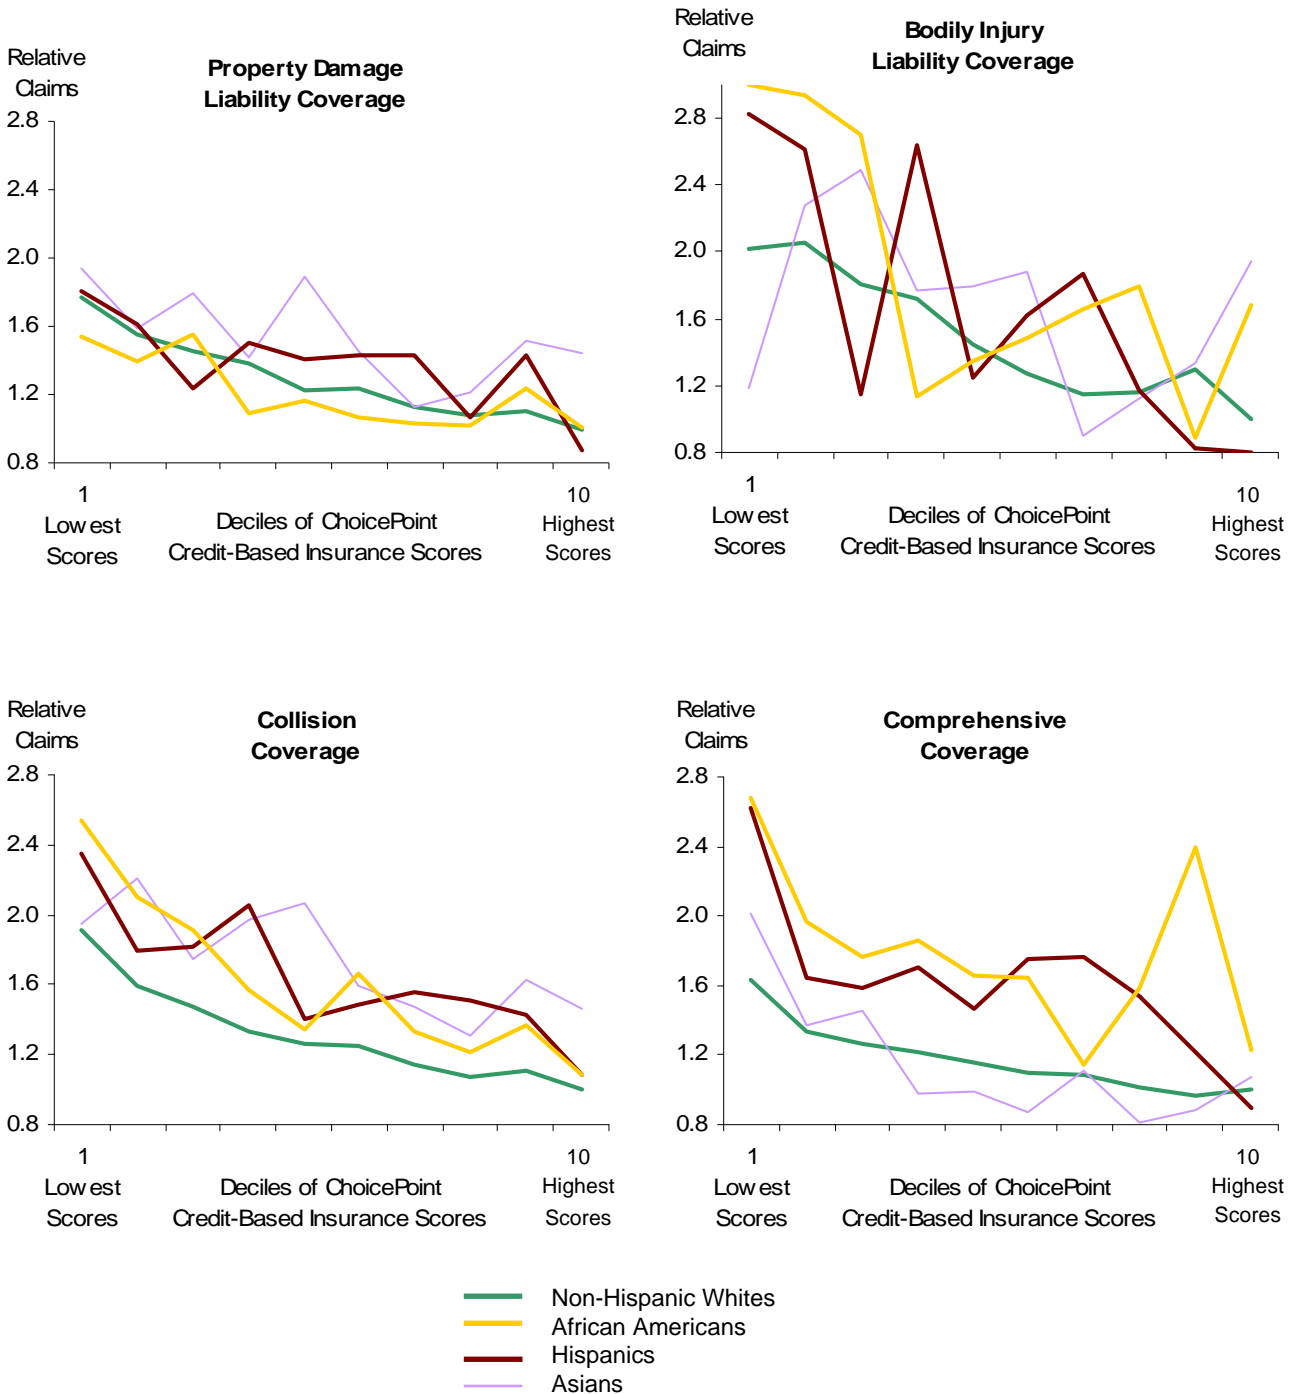 Relative
Claims
Property Damage
Liability Coverage
2.8
2.4
2.0
1.6
1.2
0.8
1
Lowest
Scores
Deciles of ChoicePoint
Credit-Based Insurance Scores
10
Highest
Scores
Relative
Claims
Bodily Injury
Liability Coverage
2.8
2.4
2.0
1.6
1.2
0.8
1
Lowest
Scores
Deciles of ChoicePoint
Credit-Based Insurance Scores
10
Highest
Scores
Relative
Claims
Collision
Coverage
2.8
2.4
2.0
1.6
1.2
0.8
1
Lowest
Scores
Deciles of ChoicePoint
Credit-Based Insurance Scores
10
Highest
Scores
Relative
Claims
Comprehensive
Coverage
2.8
2.4
2.0
1.6
1.2
0.8
1
Lowest
Scores
Deciles of ChoicePoint
Credit-Based Insurance Scores
10
Highest
Scores
Non-Hispanic Whites
African Americans
Hispanics
Asians